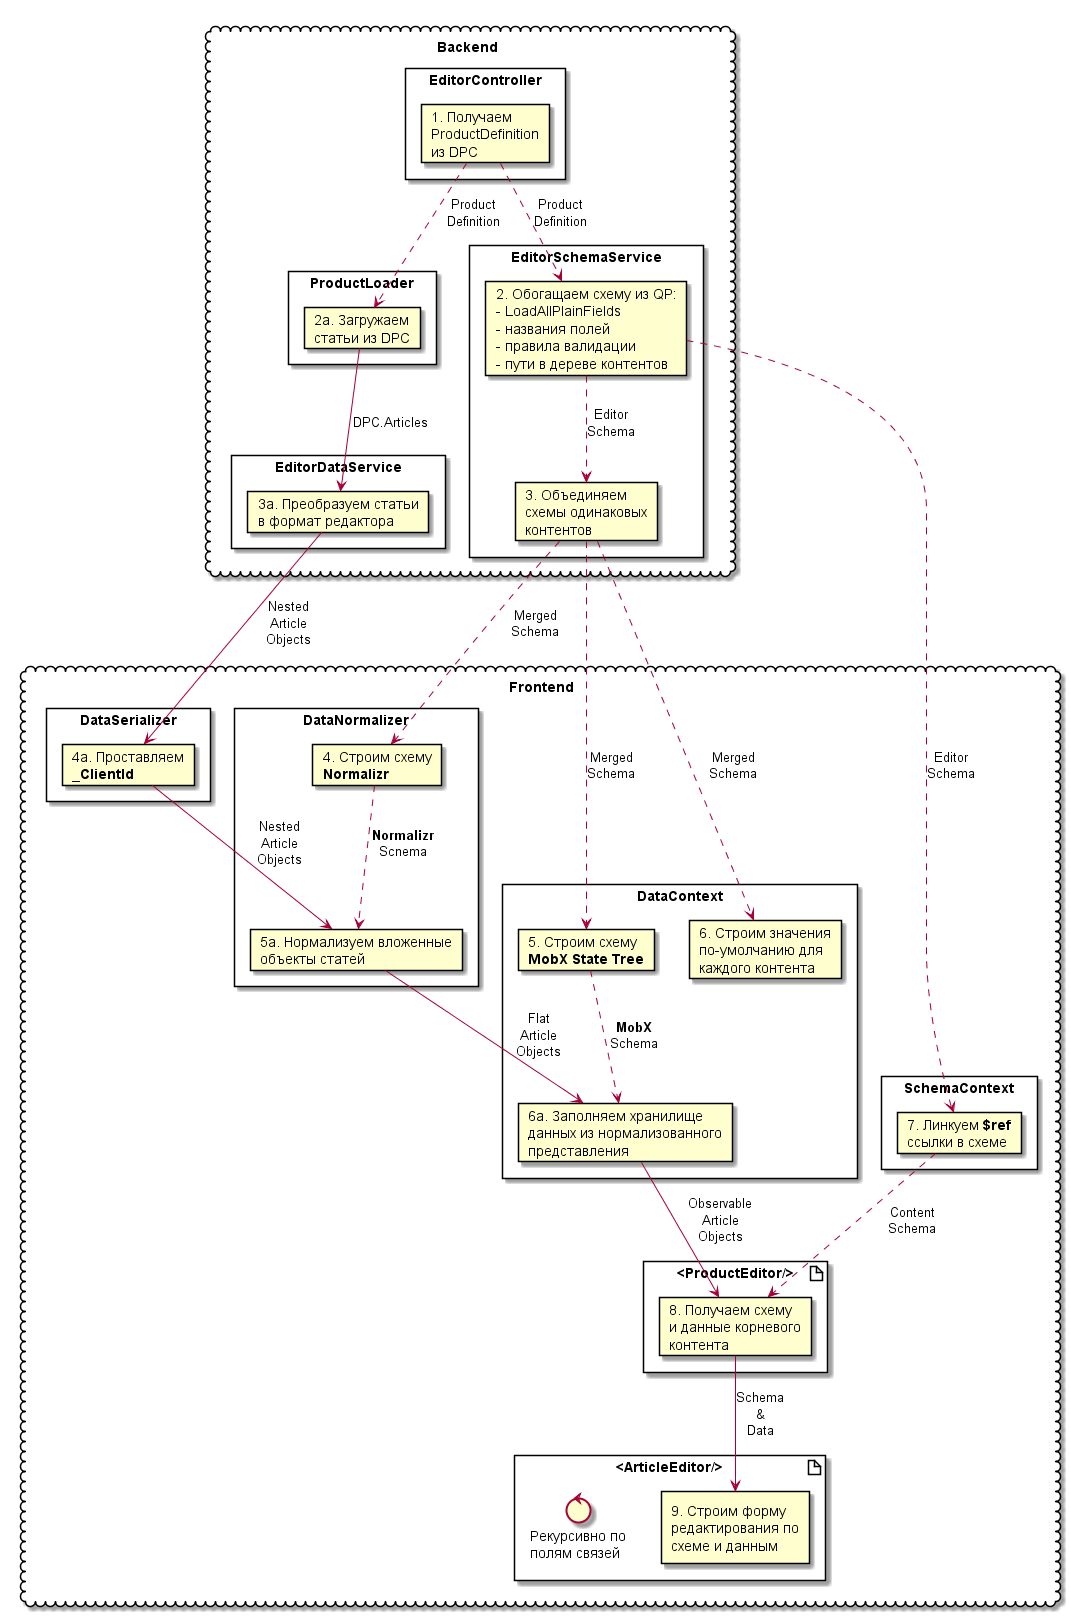 Backend
EditorController
1. Получаем
ProductDefinition
из DPC
Product
Definition
Product
Definition
EditorSchemaService
2. Обогащаем схему из QP:
- LoadAllPlainFields
- названия полей
- правила валидации
- пути в дереве контентов
ProductLoader
2a. Загружаем
статьи из DPC
DPC.Articles
Editor
Schema
EditorDataService
3a. Преобразуем статьи
в формат редактора
3. Объединяем
схемы одинаковых
контентов
Nested
Article
Objects
Merged
Schema
Frontend
DataSerializer
4a. Проставляем
_ClientId
DataNormalizer
4. Строим схему
Normalizr
Merged
Schema
Merged
Schema
Editor
Schema
Nested
Article
Objects
Normalizr
Scnema
DataContext
5a. Нормализуем вложенные
объекты статей
5. Строим схему
MobX State Tree
6. Строим значения
по-умолчанию для
каждого контента
Flat
Article
Objects
MobX
Schema
SchemaContext
7. Линкуем $ref
ссылки в схеме
6a. Заполняем хранилище
данных из нормализованного
представления
Observable
Article
Objects
Content
Schema
<ProductEditor/>
8. Получаем схему
и данные корневого
контента
Schema
&
Data
<ArticleEditor/>
Рекурсивно по
полям связей
9. Строим форму
редактирования по
схеме и данным